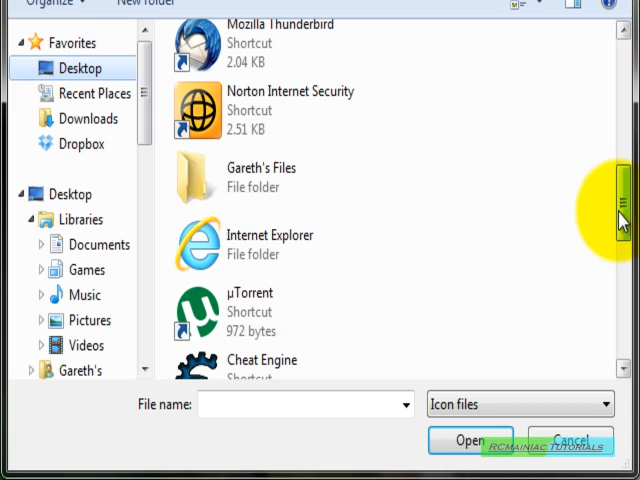 Organize
New folder
Favorites
Desktop
Recent Places
Downloads
Dropbox
Desktop
Libraries
Documents
Games
Music
Pictures
Videos
Gareth's
Mozilla Thunderbird
Shortcut
2.04 KB
Norton Internet Security
Shortcut
2.51 KB
Gareth's Files
File folder
Internet Explorer
File folder
µTorrent
Shortcut
972 bytes
Cheat Engine
Shortcut
File name:
Icon files
Open
Cancel
RCMAINIAC TUTORIALS